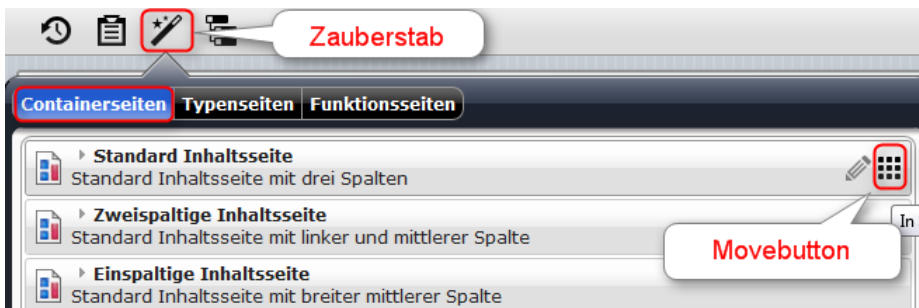 Zauberstab
Containerseiten Typenseiten Funktionsseiten
Standard Inhaltsseite
Standard Inhaltsseite mit drei Spalten
Zweispaltige Inhaltsseite
In
Standard Inhaltsseite mit linker und mittlerer Spalte
Movebutton
Einspaltige Inhaltsseite
Standard Inhaltsseite mit breiter mittlerer Spalte